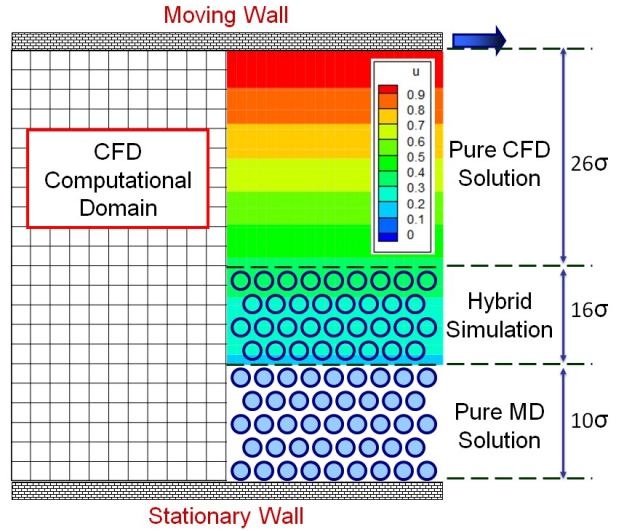 Moving Wall
CFD
Computational
Domain
u
0.9
0.8
0.7
0.6
0.5
0.4
0.3
0.2
0.1
0
Pure CFD
Solution
26σ
Hybrid
Simulation
16σ
Pure MD
Solution
10σ
Stationary Wall